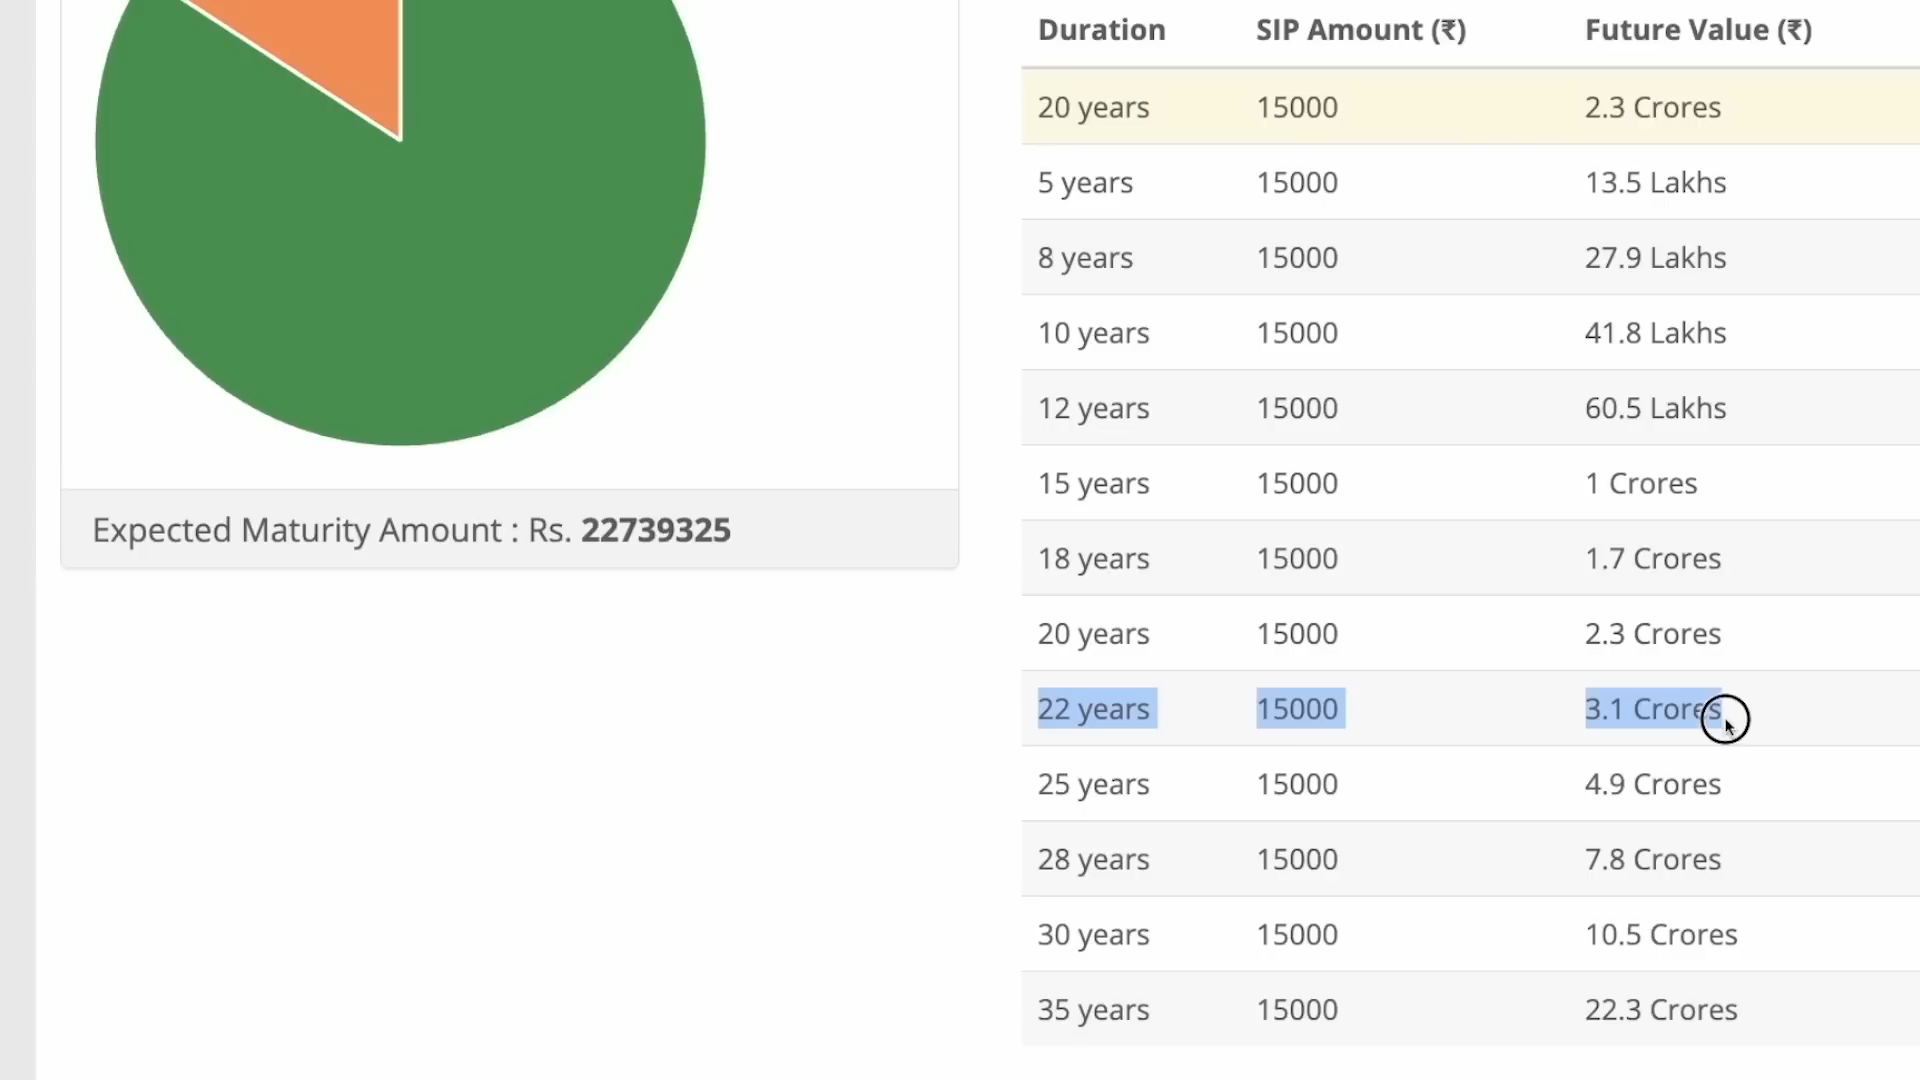 Duration SIP Amount (₹) Future Value (₹)
20 years 15000 2.3 Crores
5 years 15000 13.5 Lakhs
8 years 15000 27.9 Lakhs
10 years 15000 41.8 Lakhs
12 years 15000 60.5 Lakhs
15 years 15000 1 Crores
18 years 15000 1.7 Crores
20 years 15000 2.3 Crores
22 years 15000 3.1 Crores
25 years 15000 4.9 Crores
28 years 15000 7.8 Crores
30 years 15000 10.5 Crores
35 years 15000 22.3 Crores
Expected Maturity Amount : Rs. 22739325